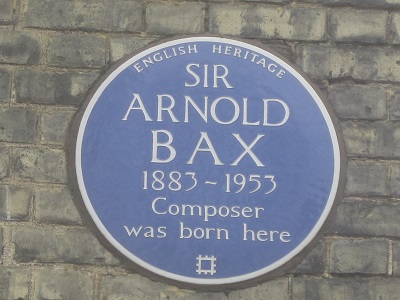 ENGLISH HERITAGE
SIR
ARNOLD
BAX
1883-1953
Composer
was born here